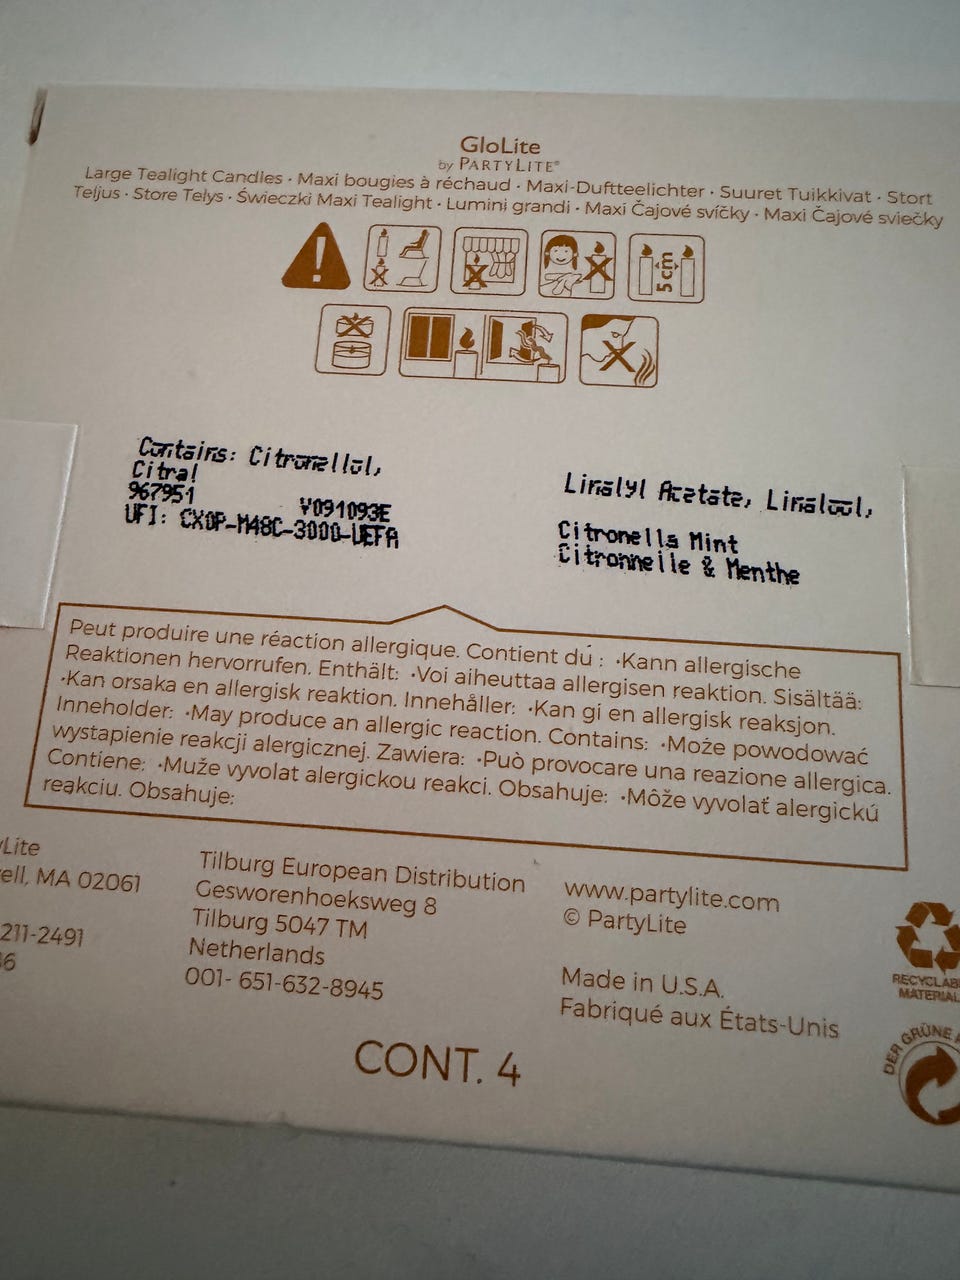 GloLite
by PARTYLITE®
Large Tealight Candles · Maxi bougies à réchaud · Maxi-Duftteelichter · Suuret Tuikkivat · Stort
Teljus · Store Telys · Świeczki Maxi Tealight · Lumini grandi · Maxi Čajové svíčky · Maxi Čajové sviečky
5cm
Contains: Citronellol,
Citral
967951 V091093E
UFI: CX0P-M48C-3000-UEFA
Linalyl Acetate, Linalool,
Citronella Mint
Citronnelle & Menthe
Peut produire une réaction allergique. Contient du : ·Kann allergische
Reaktionen hervorrufen. Enthält: ·Voi aiheuttaa allergisen reaktion. Sisältää:
·Kan orsaka en allergisk reaktion. Innehåller: ·Kan gi en allergisk reaksjon.
Inneholder: ·May produce an allergic reaction. Contains: ·Może powodować
wystąpienie reakcji alergicznej. Zawiera: ·Può provocare una reazione allergica.
Contiene: ·Muže vyvolat alergickou reakci. Obsahuje: ·Môže vyvolať alergickú
reakciu. Obsahuje:
yLite
ell, MA 02061
211-2491
36
Tilburg European Distribution
Gesworenhoeksweg 8
Tilburg 5047 TM
Netherlands
001- 651-632-8945
www.partylite.com
© PartyLite
Made in U.S.A.
Fabriqué aux États-Unis
RECYCLAB
MATERIAL
DER GRÜNE P
CONT. 4